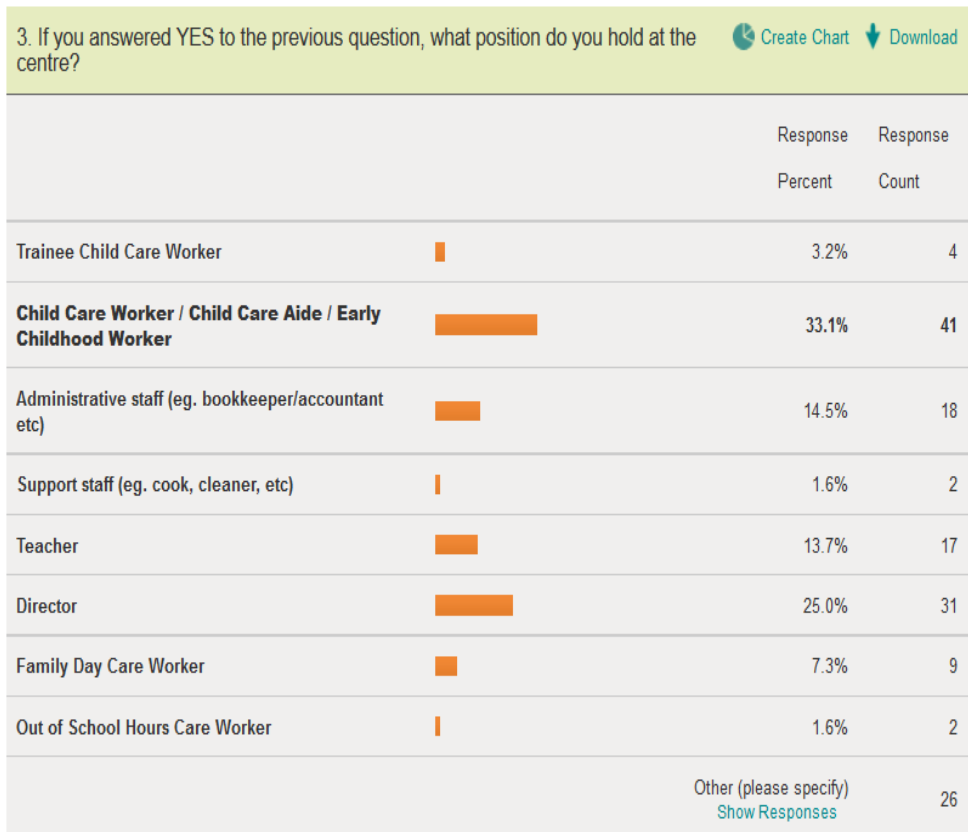 3. If you answered YES to the previous question, what position do you hold at the
centre?
Create Chart Download
Response Response
Percent Count
Trainee Child Care Worker 3.2% 4
Child Care Worker / Child Care Aide / Early
Childhood Worker 33.1% 41
Administrative staff (eg. bookkeeper/accountant
etc) 14.5% 18
Support staff (eg. cook, cleaner, etc) 1.6% 2
Teacher 13.7% 17
Director 25.0% 31
Family Day Care Worker 7.3% 9
Out of School Hours Care Worker 1.6% 2
Other (please specify) 26
Show Responses